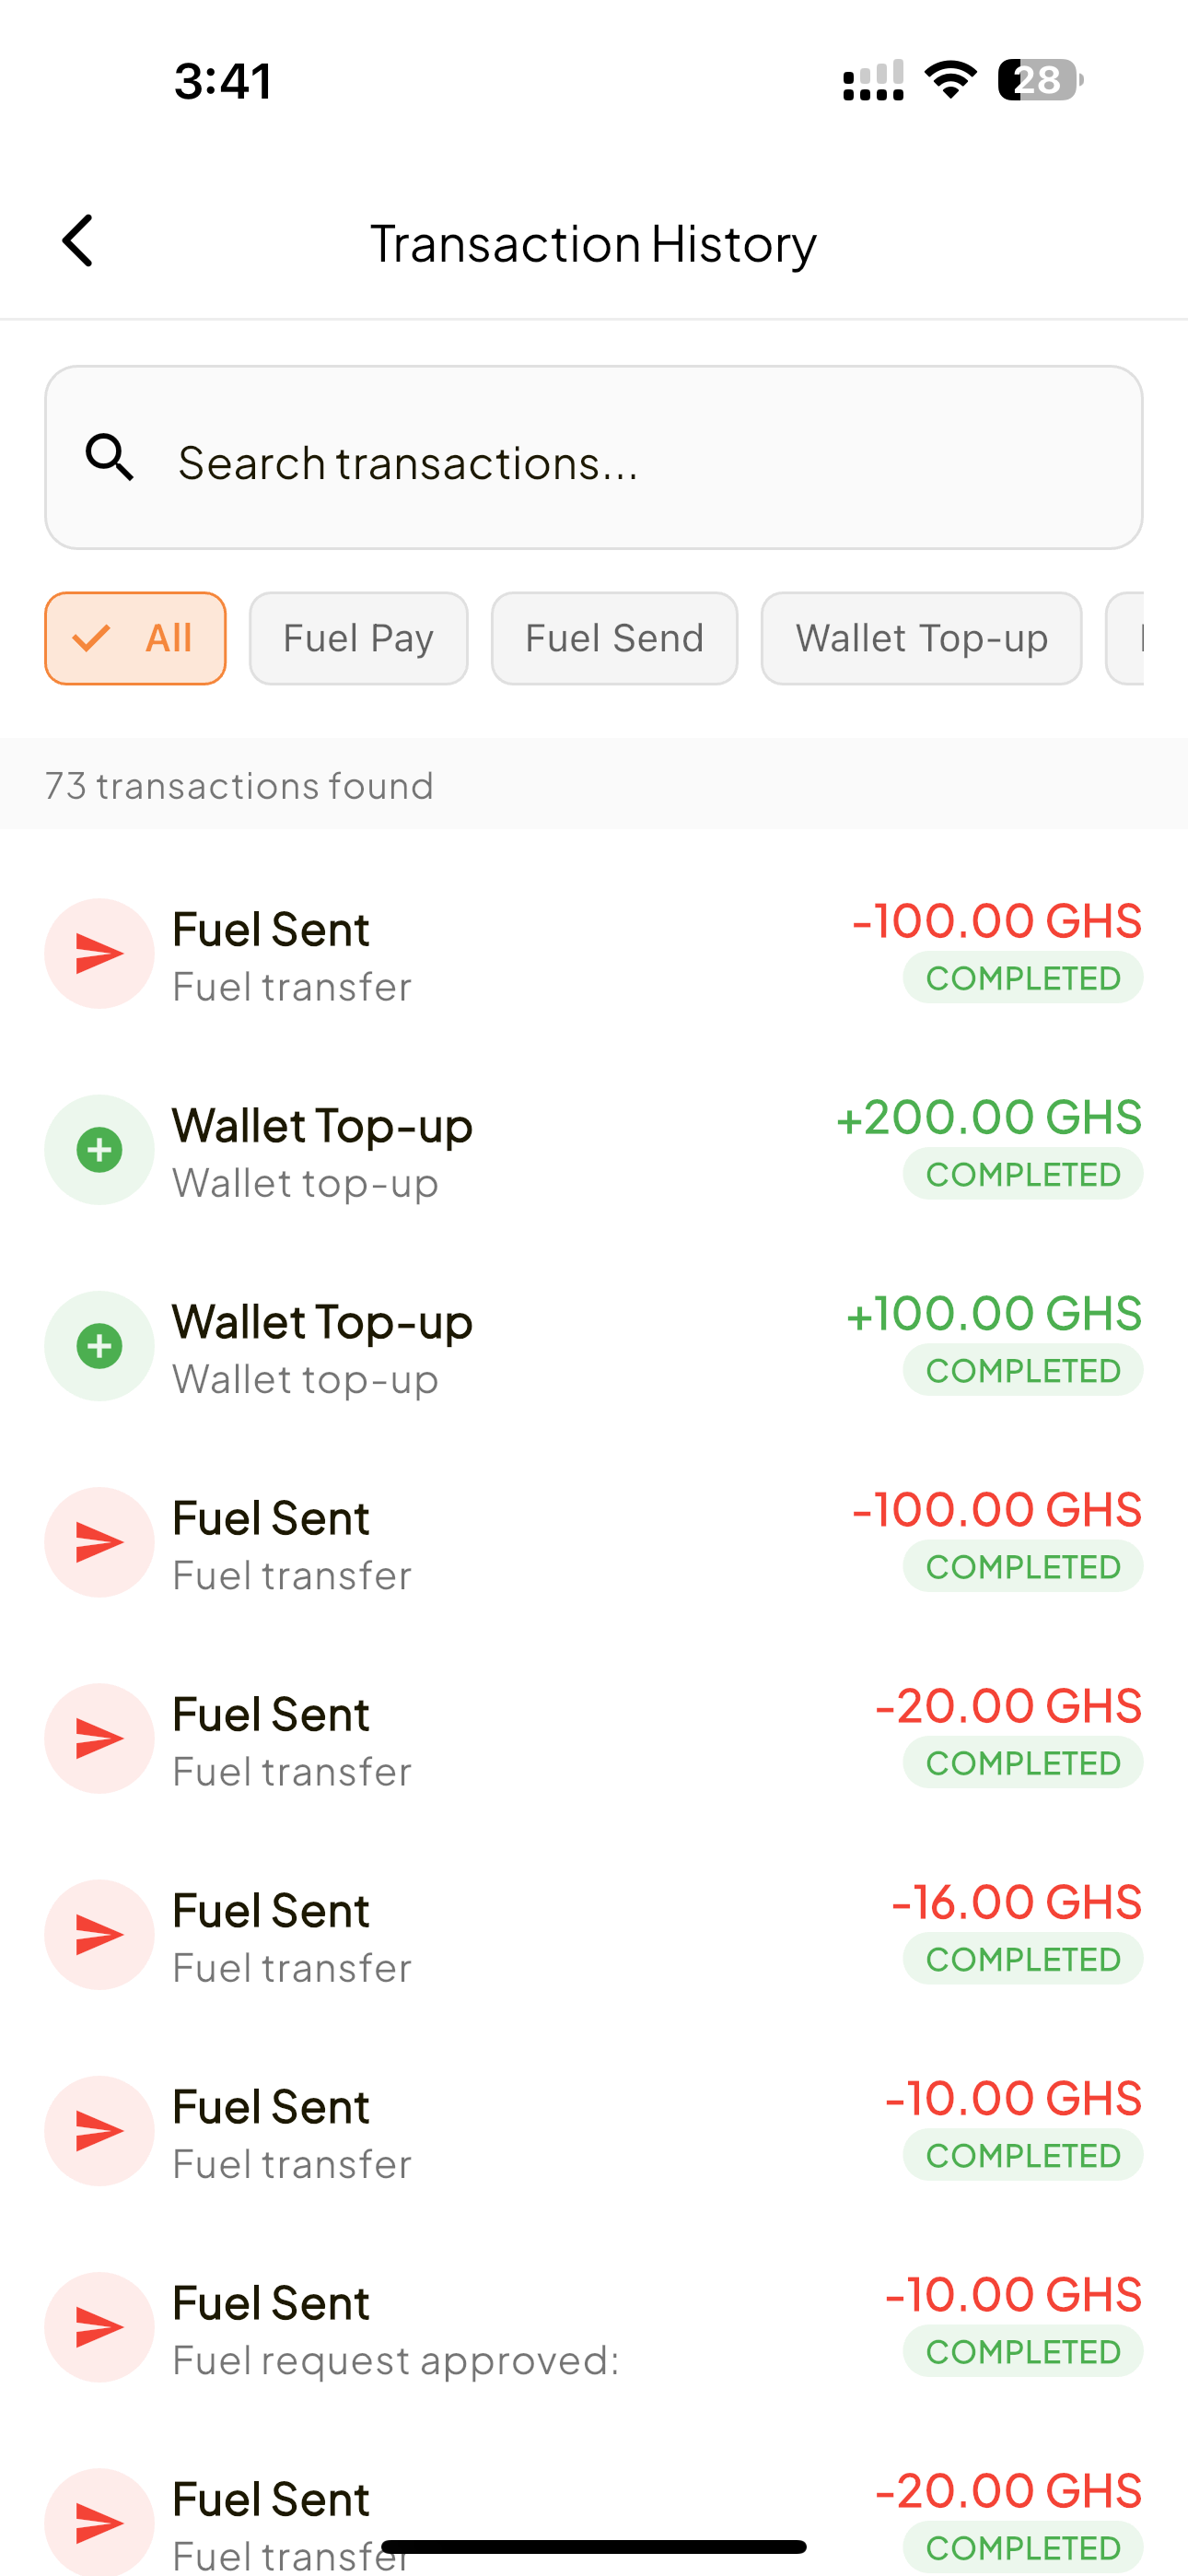 3:41
28
Transaction History
Search transactions...
All
Fuel Pay
Fuel Send
Wallet Top-up
73 transactions found
Fuel Sent
-100.00 GHS
Fuel transfer
COMPLETED
Wallet Top-up
+200.00 GHS
Wallet top-up
COMPLETED
Wallet Top-up
+100.00 GHS
Wallet top-up
COMPLETED
Fuel Sent
-100.00 GHS
Fuel transfer
COMPLETED
Fuel Sent
-20.00 GHS
Fuel transfer
COMPLETED
Fuel Sent
-16.00 GHS
Fuel transfer
COMPLETED
Fuel Sent
-10.00 GHS
Fuel transfer
COMPLETED
Fuel Sent
-10.00 GHS
Fuel request approved:
COMPLETED
Fuel Sent
-20.00 GHS
Fuel transfer
COMPLETED